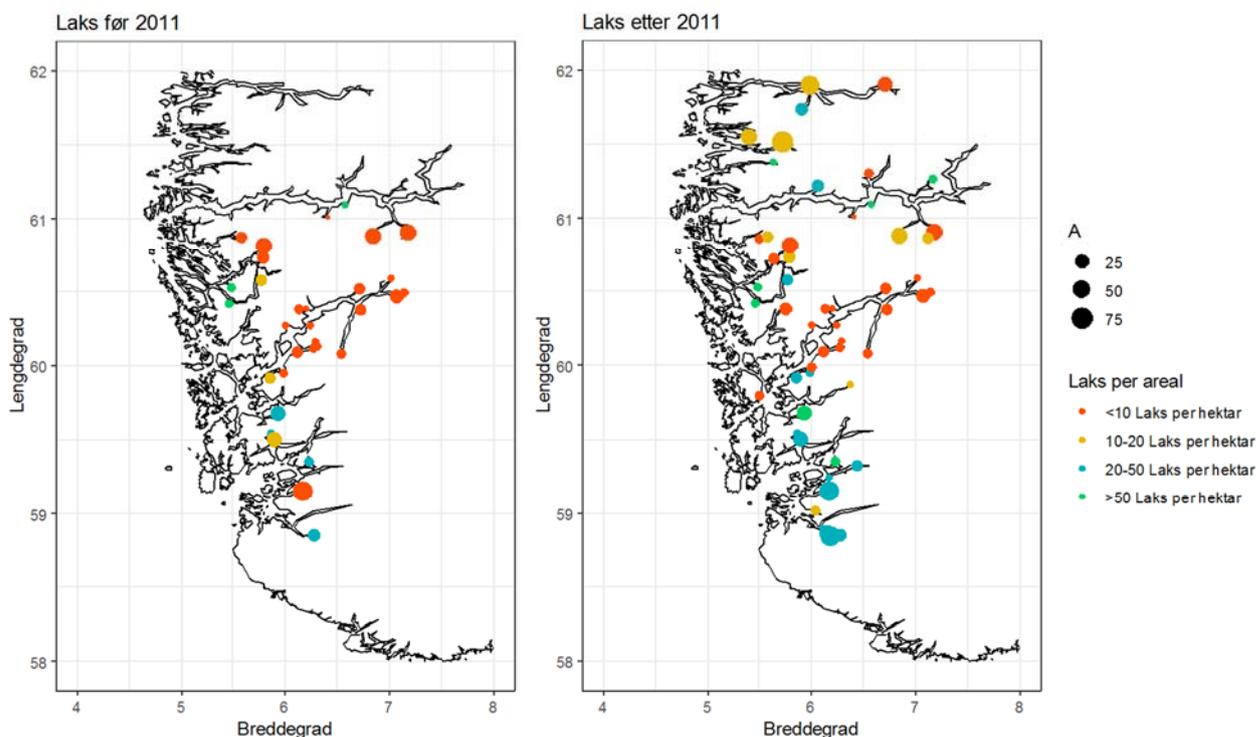 Laks før 2011
62
61
60
59
58
4 5 6 7 8
Lengdegrad
Breddegrad
Laks etter 2011
62
61
60
59
58
4 5 6 7 8
Lengdegrad
Breddegrad
A
25
50
75
Laks per areal
<10 Laks per hektar
10-20 Laks per hektar
20-50 Laks per hektar
>50 Laks per hektar